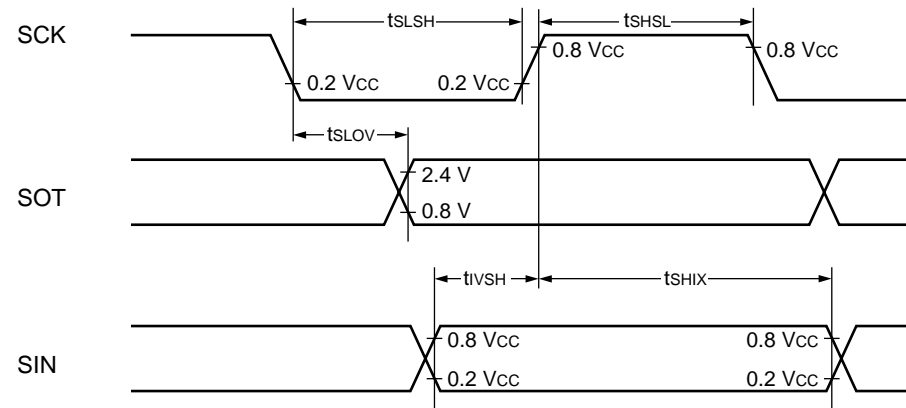 tSLSH
tSHSL
SCK
0.8 VCC
0.8 VCC
0.2 VCC
0.2 VCC
tSLOV
2.4 V
SOT
0.8 V
tIVSH
tSHIX
0.8 VCC
0.8 VCC
SIN
0.2 VCC
0.2 VCC